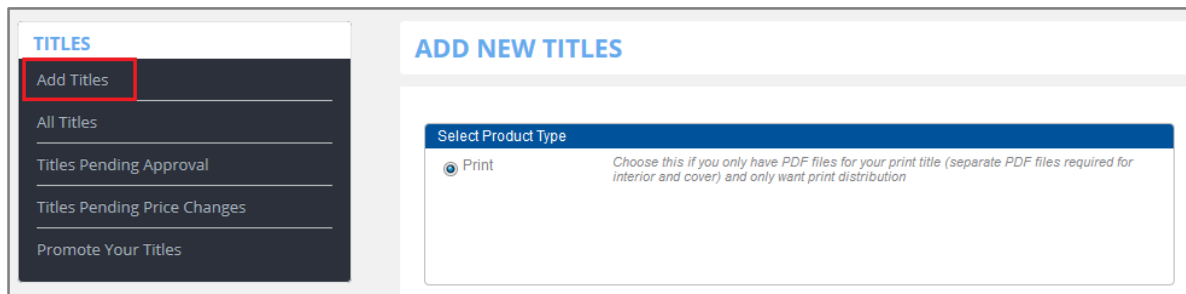 TITLES
Add Titles
All Titles
Titles Pending Approval
Titles Pending Price Changes
Promote Your Titles
ADD NEW TITLES
Select Product Type
Print
Choose this if you only have PDF files for your print title (separate PDF files required for
interior and cover) and only want print distribution